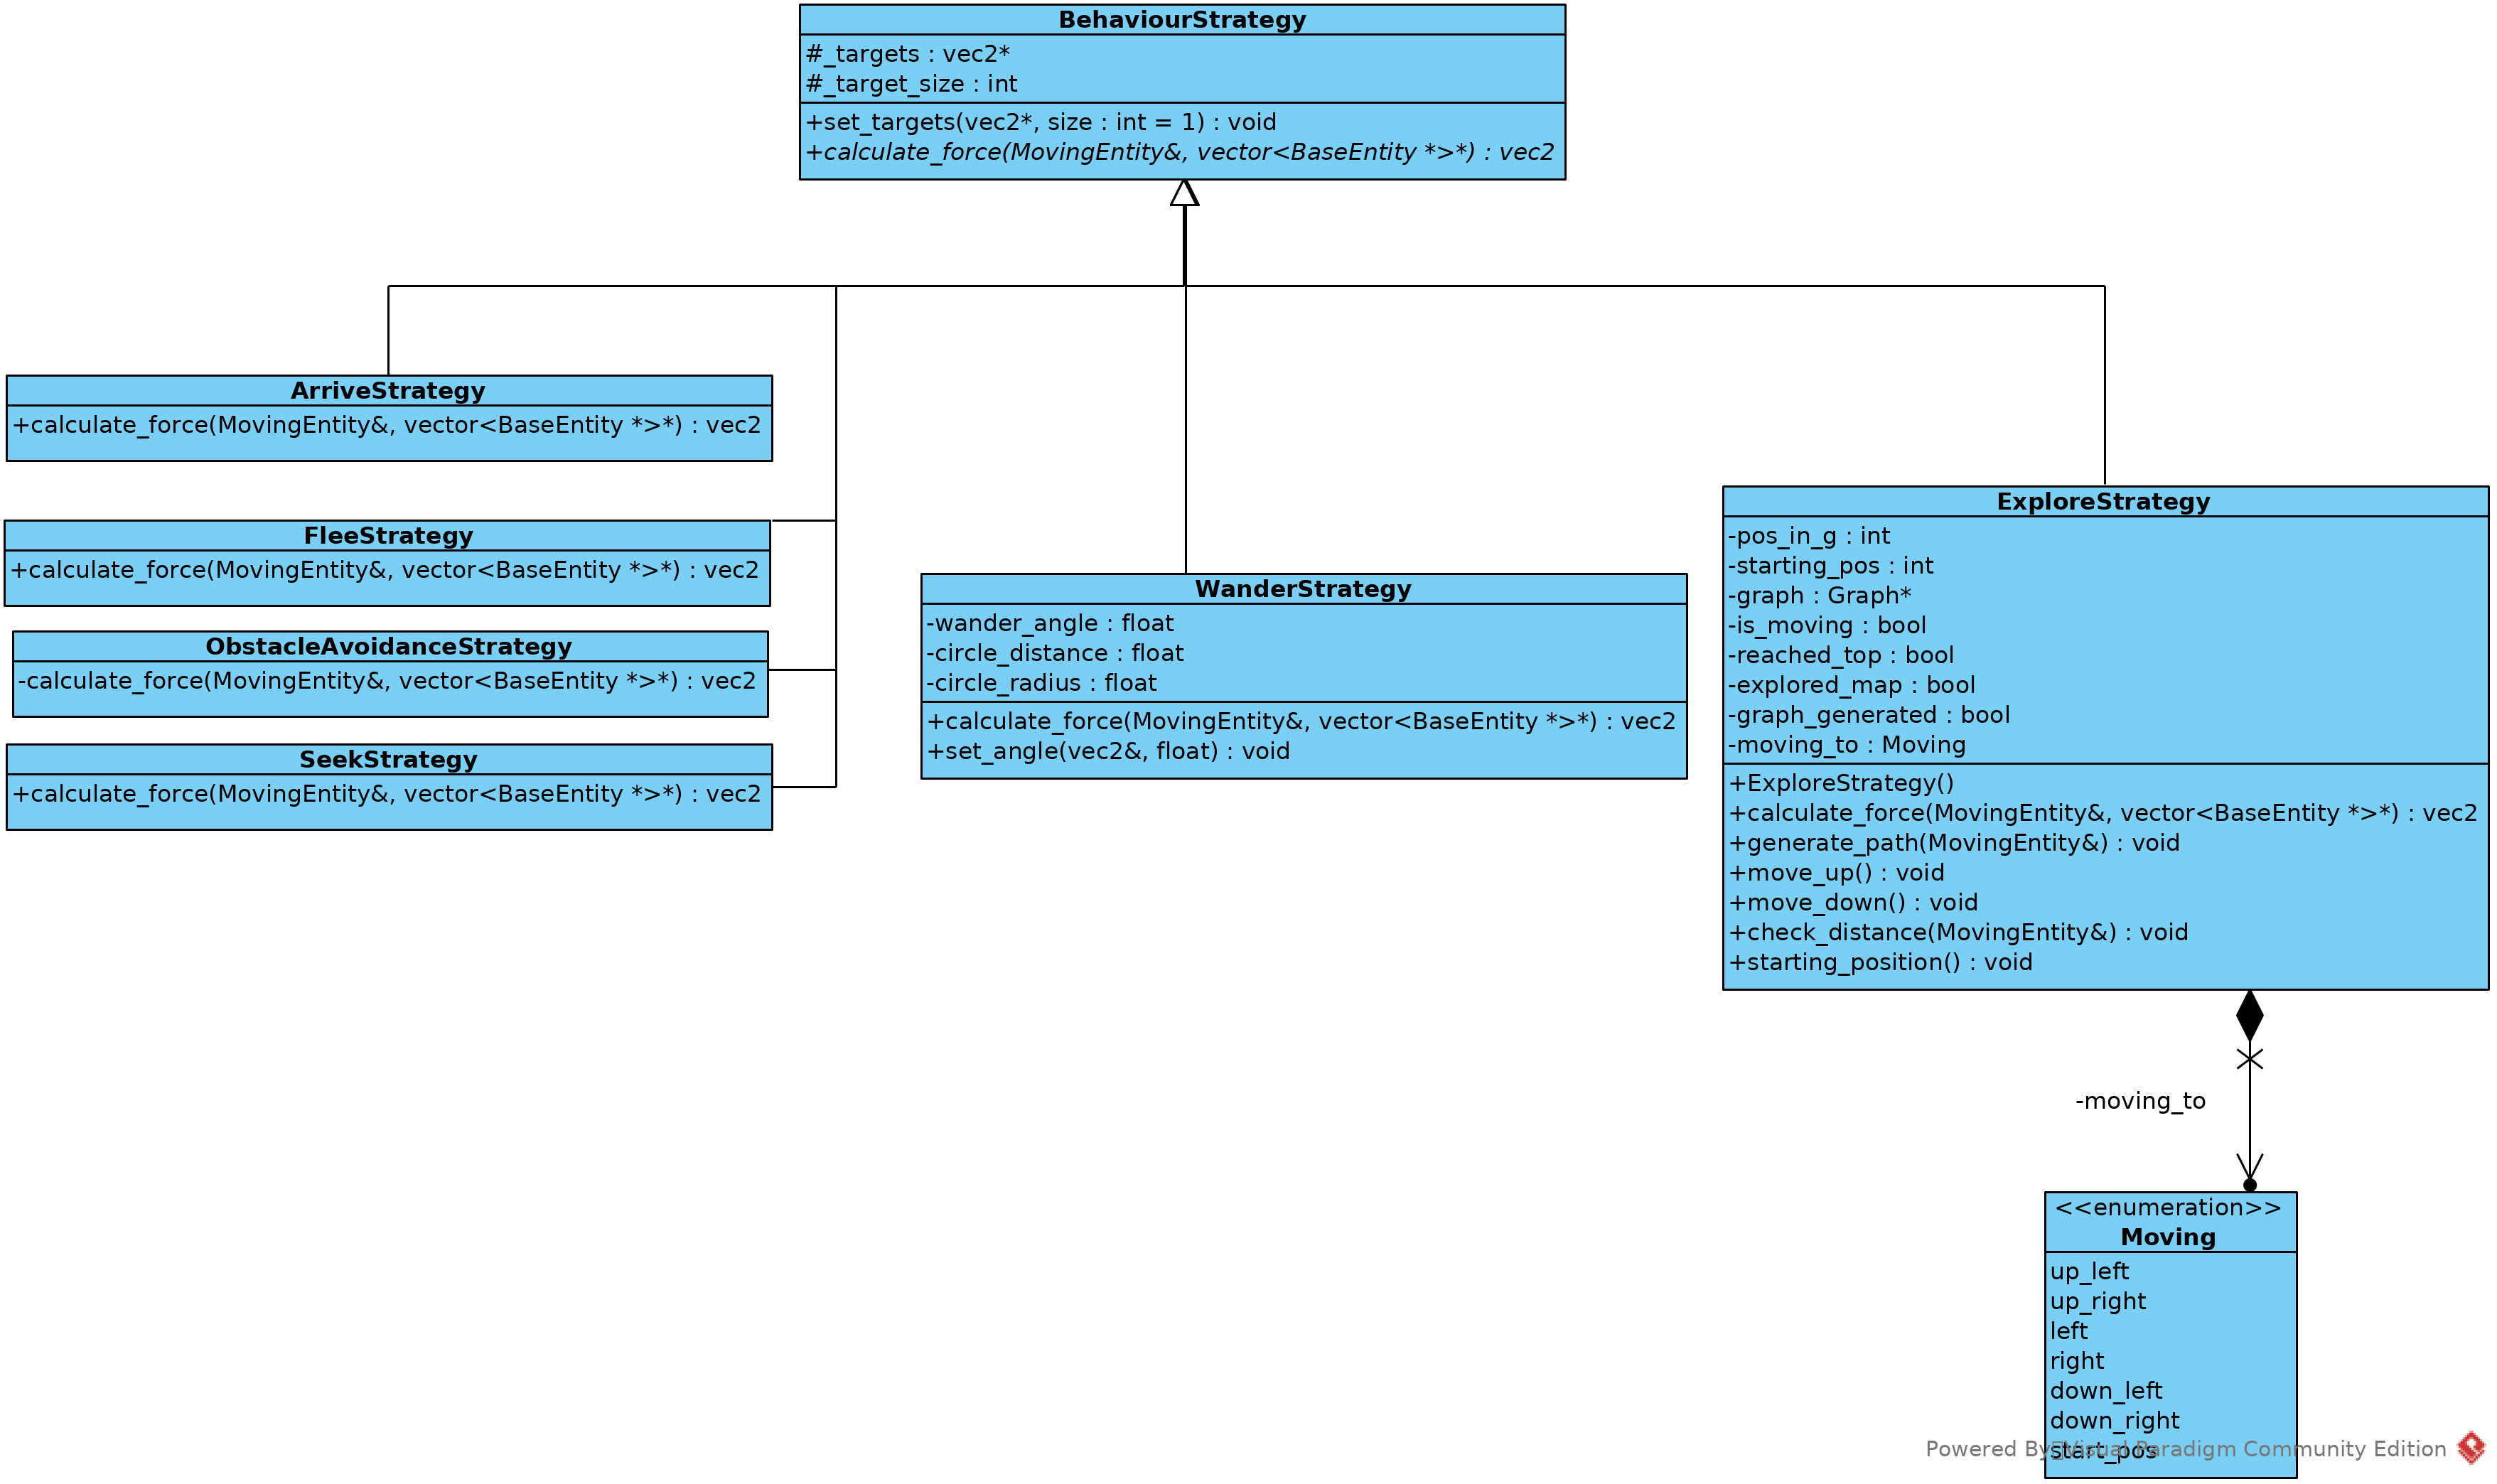 BehaviourStrategy
#_targets : vec2*
#_target_size : int
+set_targets(vec2*, size : int = 1) : void
+calculate_force(MovingEntity&, vector<BaseEntity *>*) : vec2
ArriveStrategy
+calculate_force(MovingEntity&, vector<BaseEntity *>*) : vec2
FleeStrategy
+calculate_force(MovingEntity&, vector<BaseEntity *>*) : vec2
ObstacleAvoidanceStrategy
-calculate_force(MovingEntity&, vector<BaseEntity *>*) : vec2
SeekStrategy
+calculate_force(MovingEntity&, vector<BaseEntity *>*) : vec2
WanderStrategy
-wander_angle : float
-circle_distance : float
-circle_radius : float
+calculate_force(MovingEntity&, vector<BaseEntity *>*) : vec2
+set_angle(vec2&, float) : void
ExploreStrategy
-pos_in_g : int
-starting_pos : int
-graph : Graph*
-is_moving : bool
-reached_top : bool
-explored_map : bool
-graph_generated : bool
-moving_to : Moving
+ExploreStrategy()
+calculate_force(MovingEntity&, vector<BaseEntity *>*) : vec2
+generate_path(MovingEntity&) : void
+move_up() : void
+move_down() : void
+check_distance(MovingEntity&) : void
+starting_position() : void
-moving_to
<<enumeration>>
Moving
up_left
up_right
left
right
down_left
down_right
start_pos
Powered By Visual Paradigm Community Edition